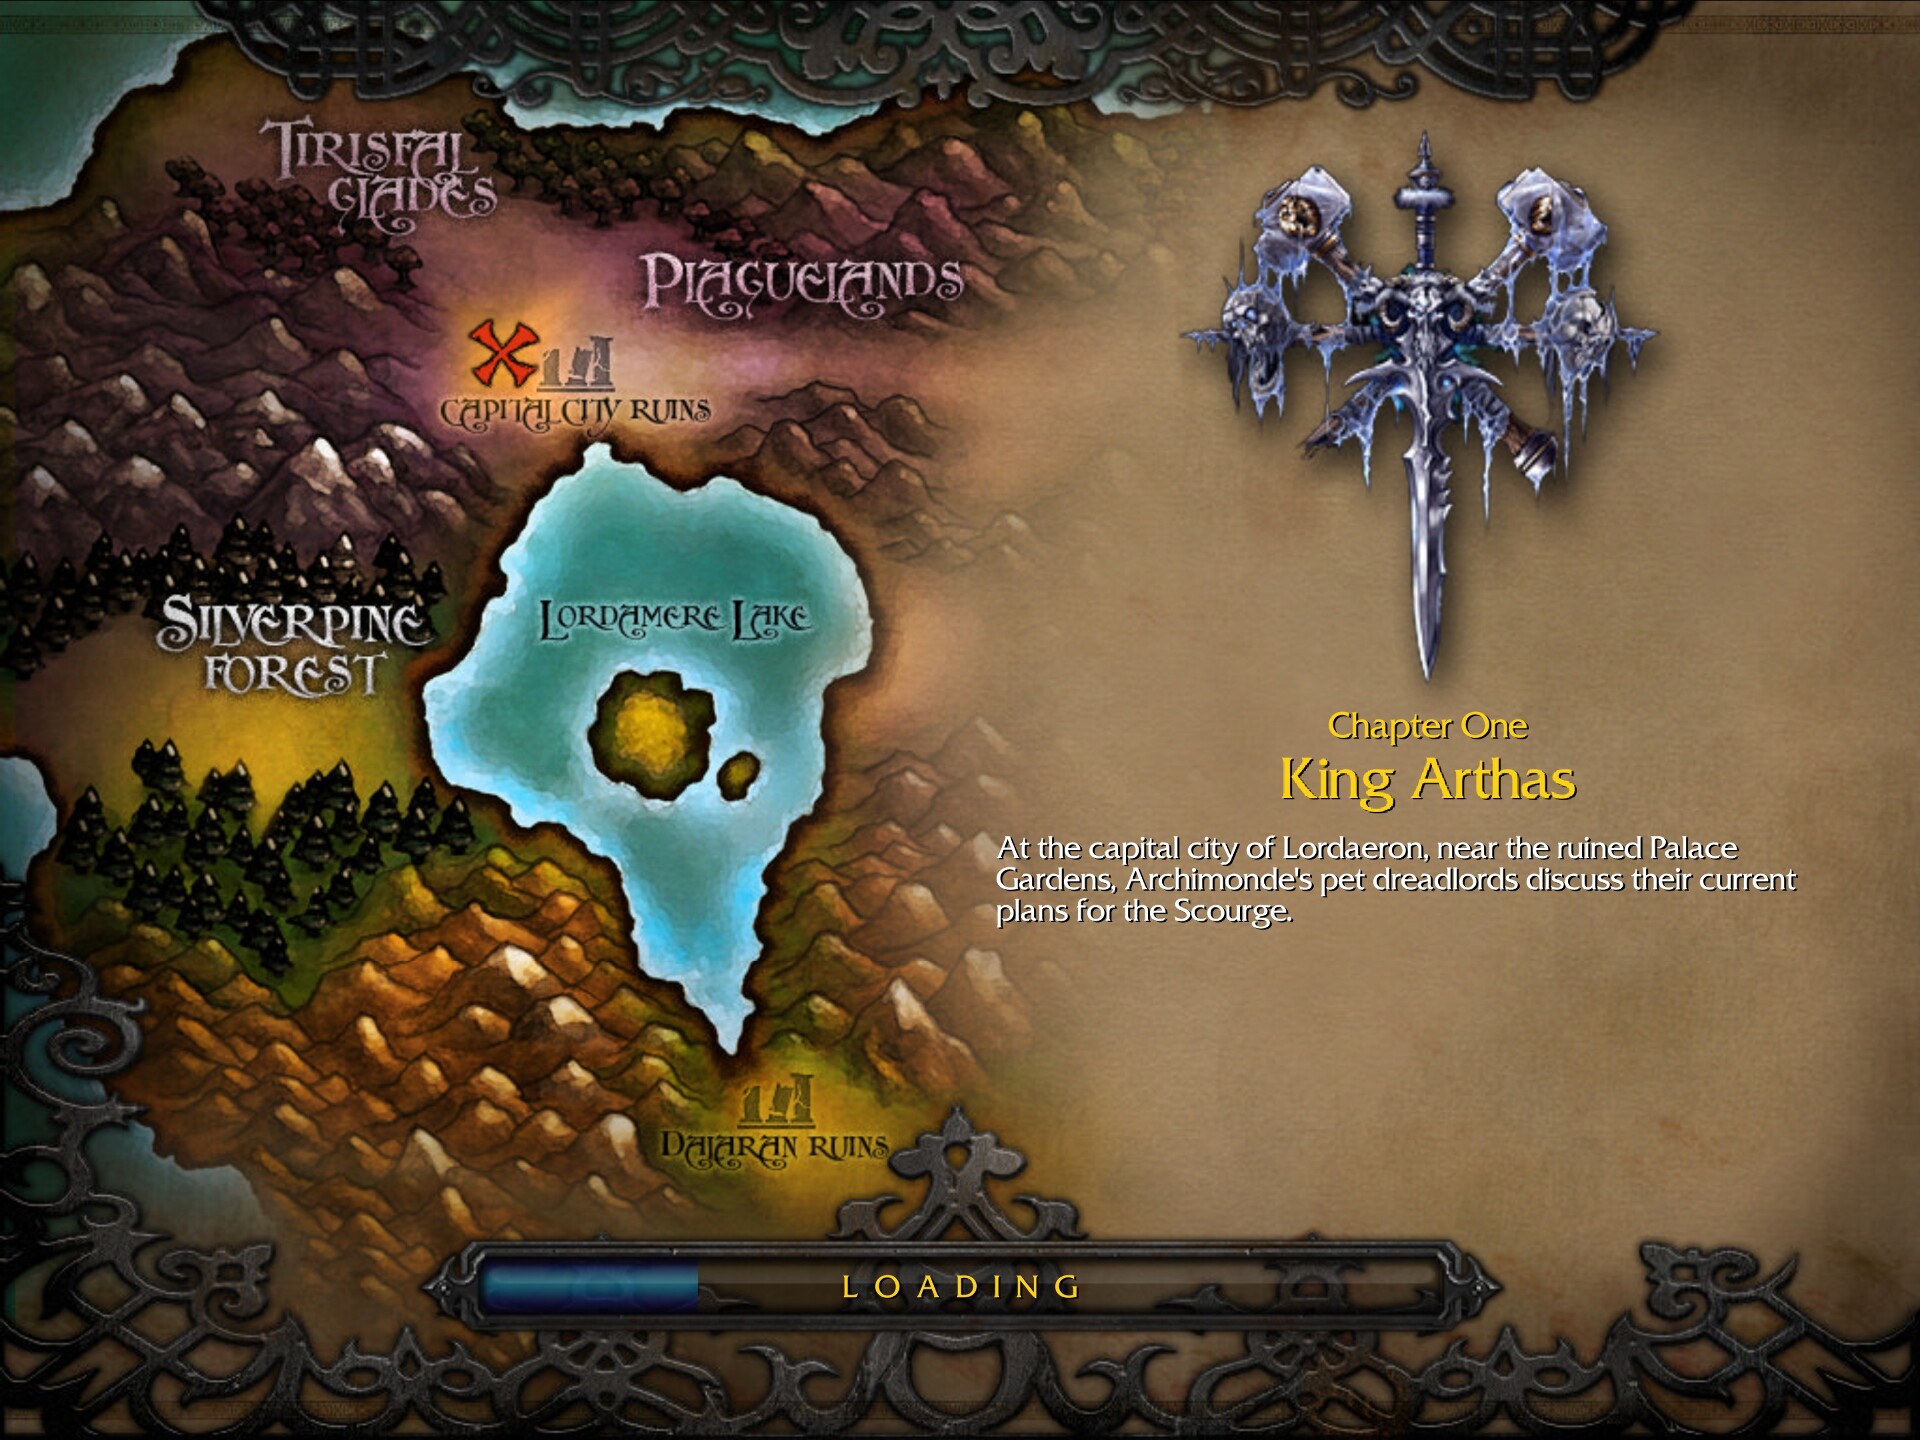 TIRISFAL
GLADES
PLAGUELANDS
CAPITAL CITY RUINS
SILVERPINE
FOREST
LORDAMERE LAKE
DALARAN RUINS
Chapter One
King Arthas
At the capital city of Lordaeron, near the ruined Palace
Gardens, Archimonde's pet dreadlords discuss their current
plans for the Scourge.
LOADING